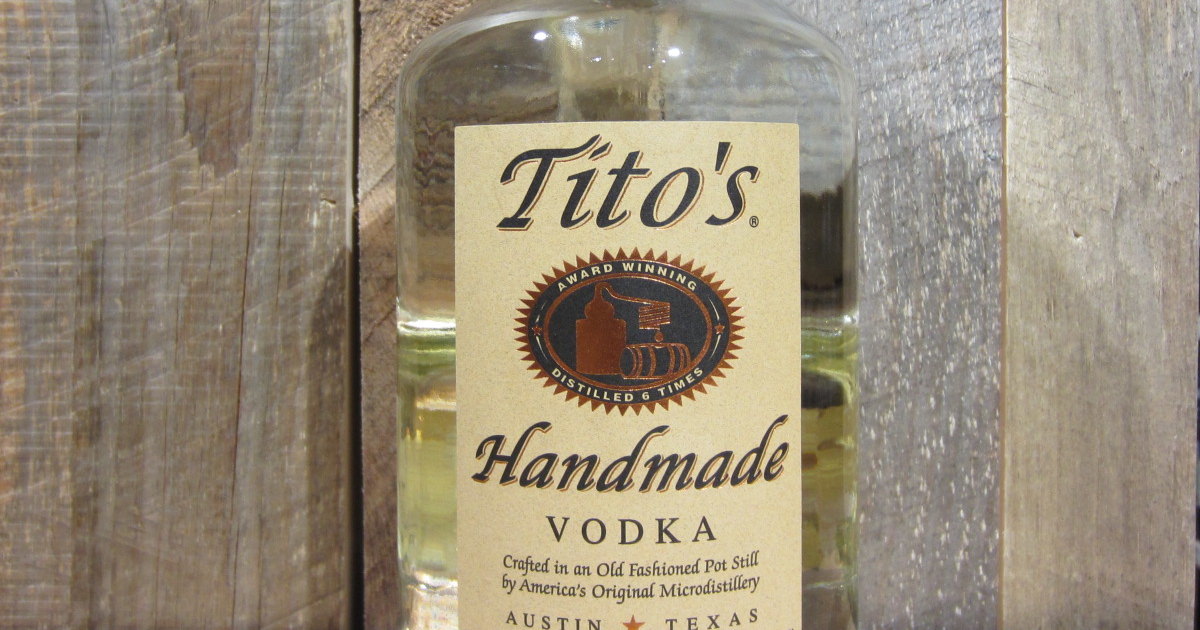 Tito's®
AWARD WINNING
DISTILLED 6 TIMES
Handmade
VODKA
Crafted in an Old Fashioned Pot Still
by America's Original Microdistillery
AUSTIN ★ TEXAS